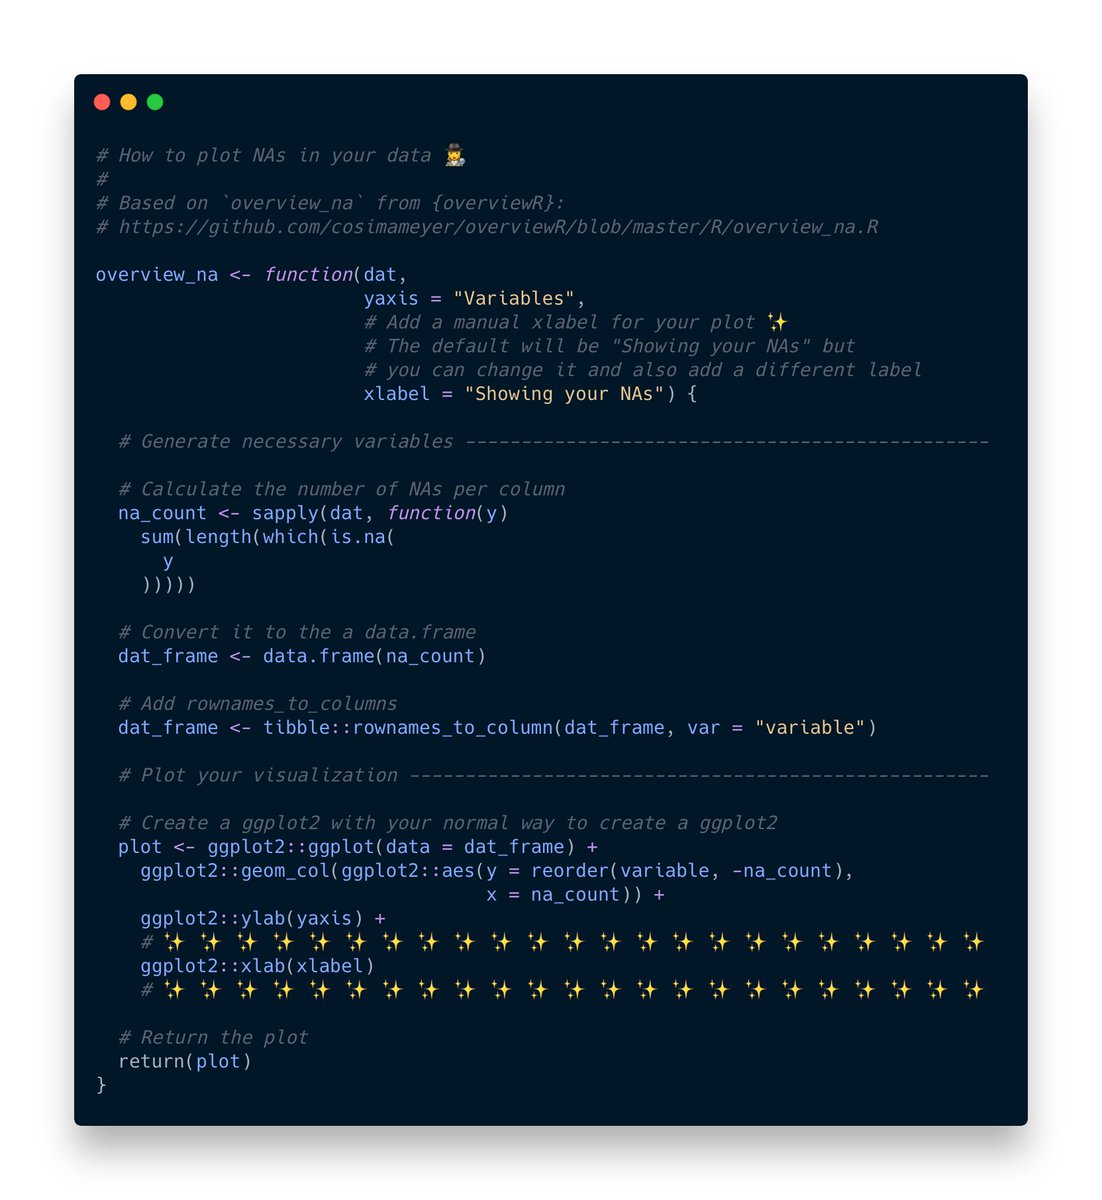 # How to plot NAs in your data 🕵️
#
# Based on `overview_na` from {overviewR}:
# https://github.com/cosimameyer/overviewR/blob/master/R/overview_na.R

overview_na <- function(dat,
                        yaxis = "Variables",
                        # Add a manual xlabel for your plot ✨
                        # The default will be "Showing your NAs" but
                        # you can change it and also add a different label
                        xlabel = "Showing your NAs") {

  # Generate necessary variables -----------------------------------------------

  # Calculate the number of NAs per column
  na_count <- sapply(dat, function(y)
    sum(length(which(is.na(
      y
    )))))

  # Convert it to the a data.frame
  dat_frame <- data.frame(na_count)

  # Add rownames_to_columns
  dat_frame <- tibble::rownames_to_column(dat_frame, var = "variable")

  # Plot your visualization ----------------------------------------------------

  # Create a ggplot2 with your normal way to create a ggplot2
  plot <- ggplot2::ggplot(data = dat_frame) +
    ggplot2::geom_col(ggplot2::aes(y = reorder(variable, -na_count),
                                   x = na_count)) +
    ggplot2::ylab(yaxis) +
    # ✨ ✨ ✨ ✨ ✨ ✨ ✨ ✨ ✨ ✨ ✨ ✨ ✨ ✨ ✨ ✨ ✨ ✨ ✨ ✨ ✨ ✨ ✨
    ggplot2::xlab(xlabel)
    # ✨ ✨ ✨ ✨ ✨ ✨ ✨ ✨ ✨ ✨ ✨ ✨ ✨ ✨ ✨ ✨ ✨ ✨ ✨ ✨ ✨ ✨ ✨

  # Return the plot
  return(plot)
}